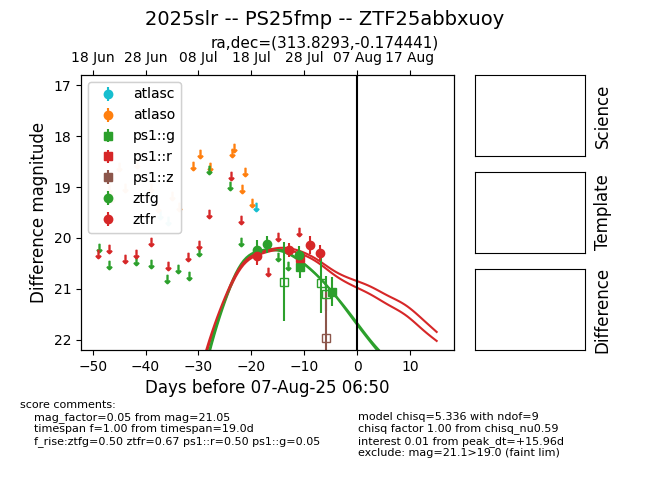 2025slr -- PS25fmp -- ZTF25abbxuoy
ra,dec=(313.8293,-0.174441)
18 Jun 28 Jun 08 Jul 18 Jul 28 Jul 07 Aug 17 Aug
17
18
19
20
21
22
Difference magnitude
atlasc
atlaso
ps1::g
ps1::r
ps1::z
ztfg
ztfr
−50 −40 −30 −20 −10 0 10
Days before 07-Aug-25 06:50
Science
Template
Difference
score comments:
mag_factor=0.05 from mag=21.05
timespan f=1.00 from timespan=19.0d
f_rise:ztfg=0.50 ztfr=0.67 ps1::r=0.50 ps1::g=0.05
model chisq=5.336 with ndof=9
chisq factor 1.00 from chisq_nu0.59
interest 0.01 from peak_dt=+15.96d
exclude: mag=21.1>19.0 (faint lim)